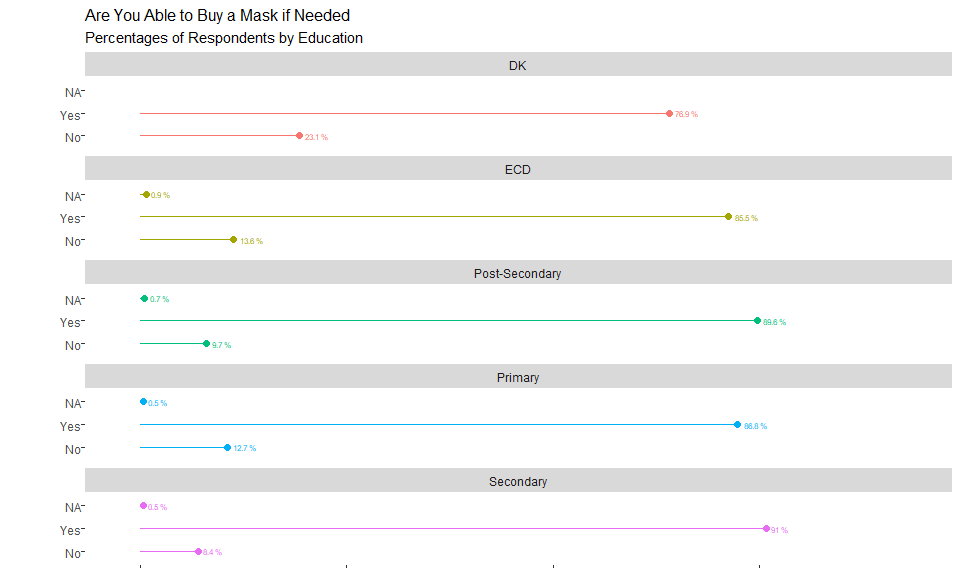 Are You Able to Buy a Mask if Needed
Percentages of Respondents by Education
DK
NA
Yes 76.9 %
No 23.1 %
ECD
NA 0.9 %
Yes 85.5 %
No 13.6 %
Post-Secondary
NA 0.7 %
Yes 89.6 %
No 9.7 %
Primary
NA 0.5 %
Yes 86.8 %
No 12.7 %
Secondary
NA 0.5 %
Yes 91 %
No 8.4 %